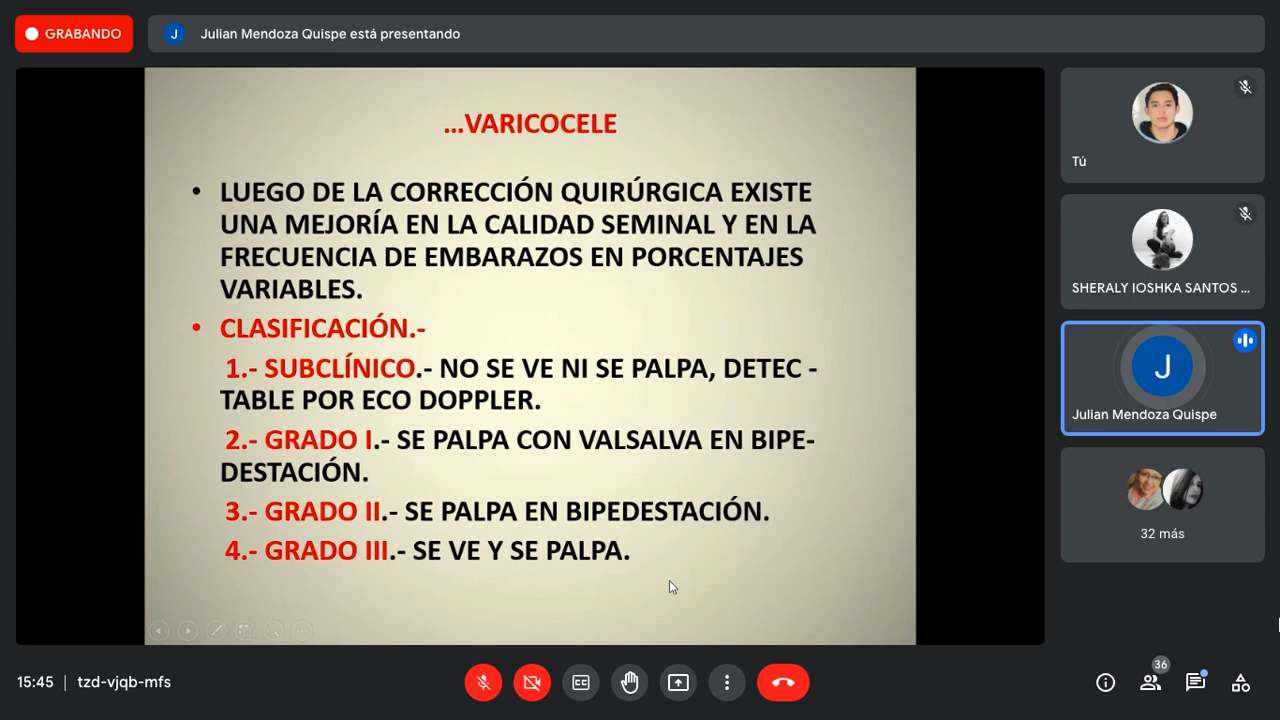 GRABANDO
J
Julian Mendoza Quispe está presentando
...VARICOCELE
• LUEGO DE LA CORRECCIÓN QUIRÚRGICA EXISTE
UNA MEJORÍA EN LA CALIDAD SEMINAL Y EN LA
FRECUENCIA DE EMBARAZOS EN PORCENTAJES
VARIABLES.
• CLASIFICACIÓN.-
1.- SUBCLÍNICO.- NO SE VE NI SE PALPA, DETEC -
TABLE POR ECO DOPPLER.
2.- GRADO I.- SE PALPA CON VALSALVA EN BIPE-
DESTACIÓN.
3.- GRADO II.- SE PALPA EN BIPEDESTACIÓN.
4.- GRADO III.- SE VE Y SE PALPA.
Tú
SHERALY IOSHKA SANTOS ...
J
Julian Mendoza Quispe
32 más
15:45 | tzd-vjqb-mfs
CC
36